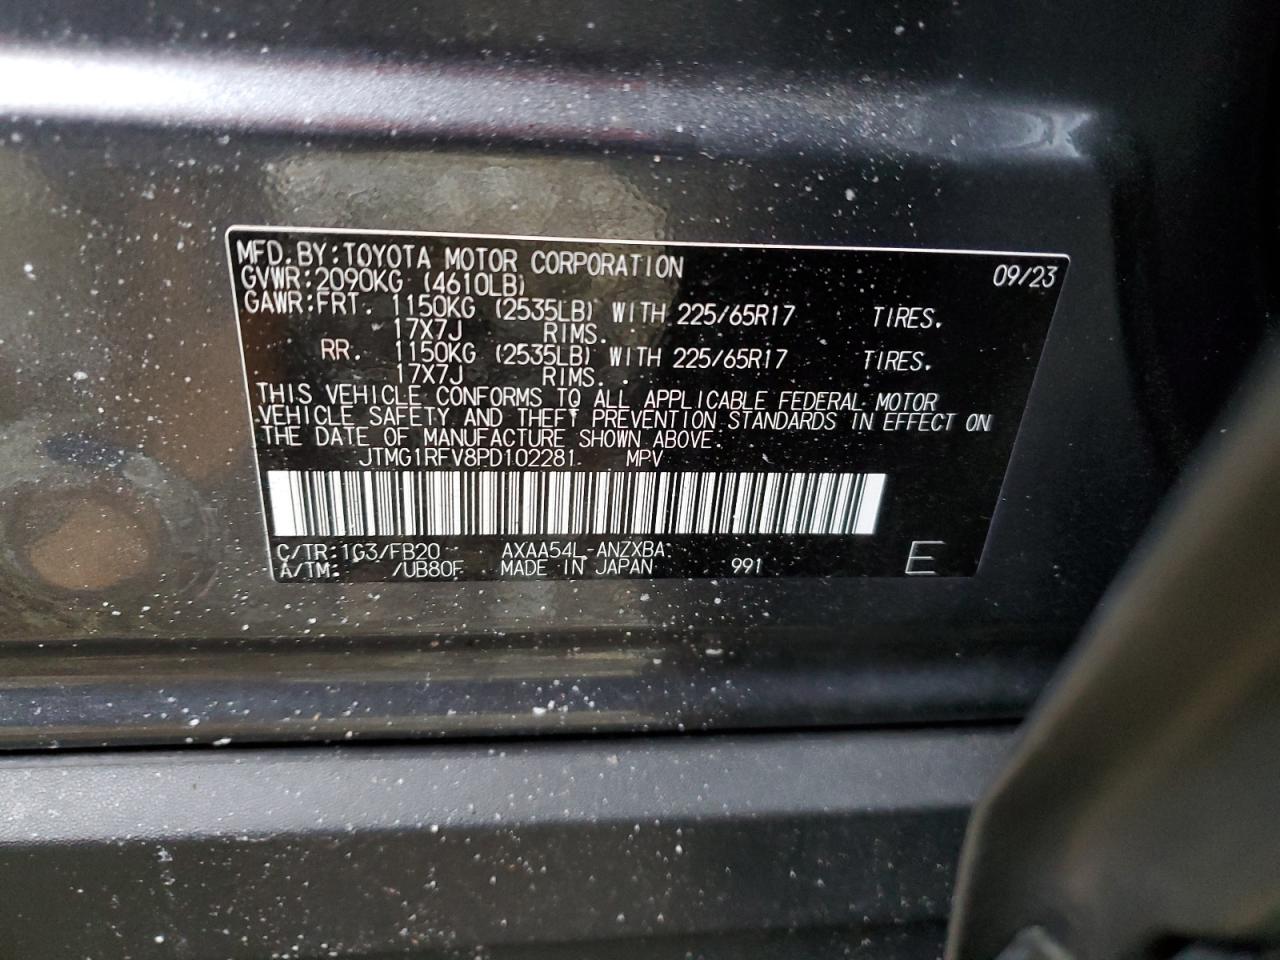 MFD. BY: TOYOTA MOTOR CORPORATION 09/23
GVWR: 2090KG (4610LB)
GAWR: FRT. 1150KG (2535LB) WITH 225/65R17 TIRES.
17X7J RIMS.
RR. 1150KG (2535LB) WITH 225/65R17 TIRES.
17X7J RIMS.
THIS VEHICLE CONFORMS TO ALL APPLICABLE FEDERAL MOTOR
VEHICLE SAFETY AND THEFT PREVENTION STANDARDS IN EFFECT ON
THE DATE OF MANUFACTURE SHOWN ABOVE.
JTMG1RFV8PD102281 MPV
C/TR: 1G3/FB20 AXAA54L-ANZXBA
A/TM: /UB80F MADE IN JAPAN 991 E